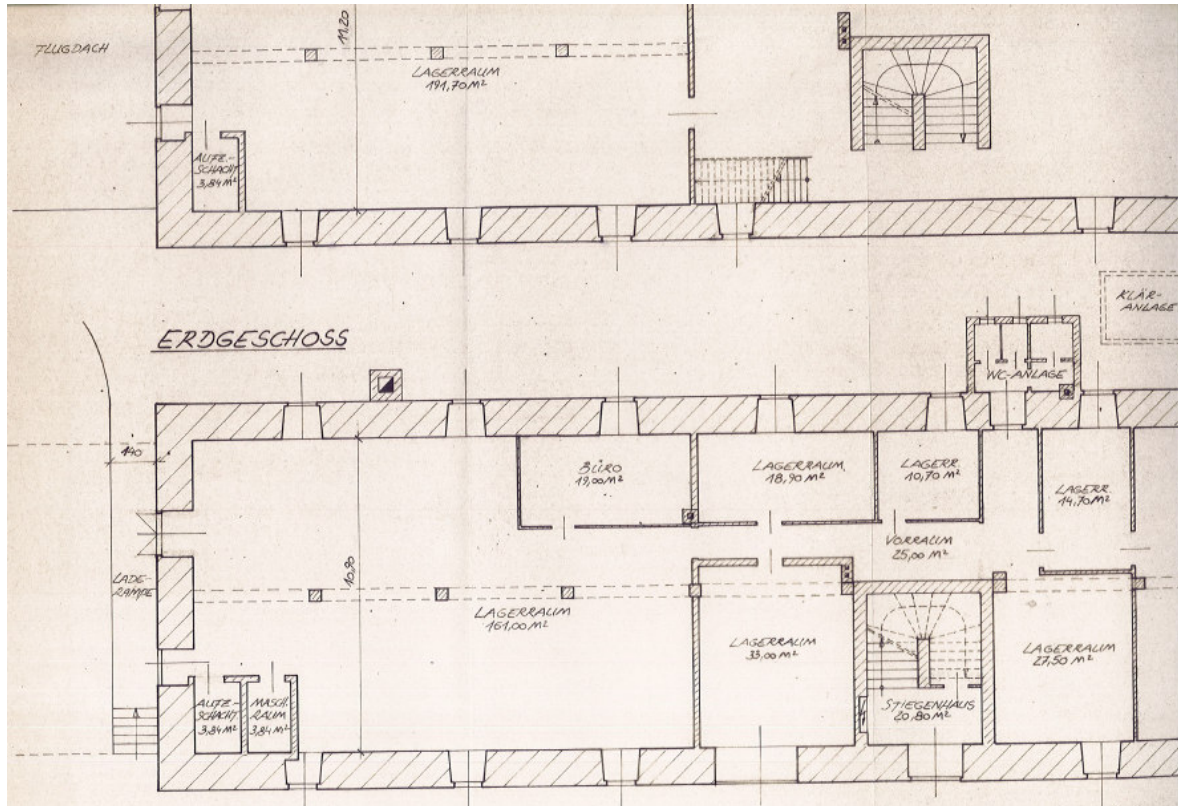 FLUGDACH
11,20
LAGERRAUM
191,70 M²
AUFZ.-
SCHACHT
3,84 M²
KLÄR-
ANLAGE
ERDGESCHOSS
WC-ANLAGE
140
BÜRO
19,00 M²
LAGERRAUM
18,90 M²
LAGERR.
10,70 M²
LAGERR.
14,70 M²
VORRAUM
25,00 M²
10,90
LADE-
RAMPE
LAGERRAUM
161,00 M²
LAGERRAUM
33,00 M²
LAGERRAUM
27,50 M²
AUFZ.-
SCHACHT
3,84 M²
MASCH.
RAUM
3,84 M²
STIEGENHAUS
20,80 M²